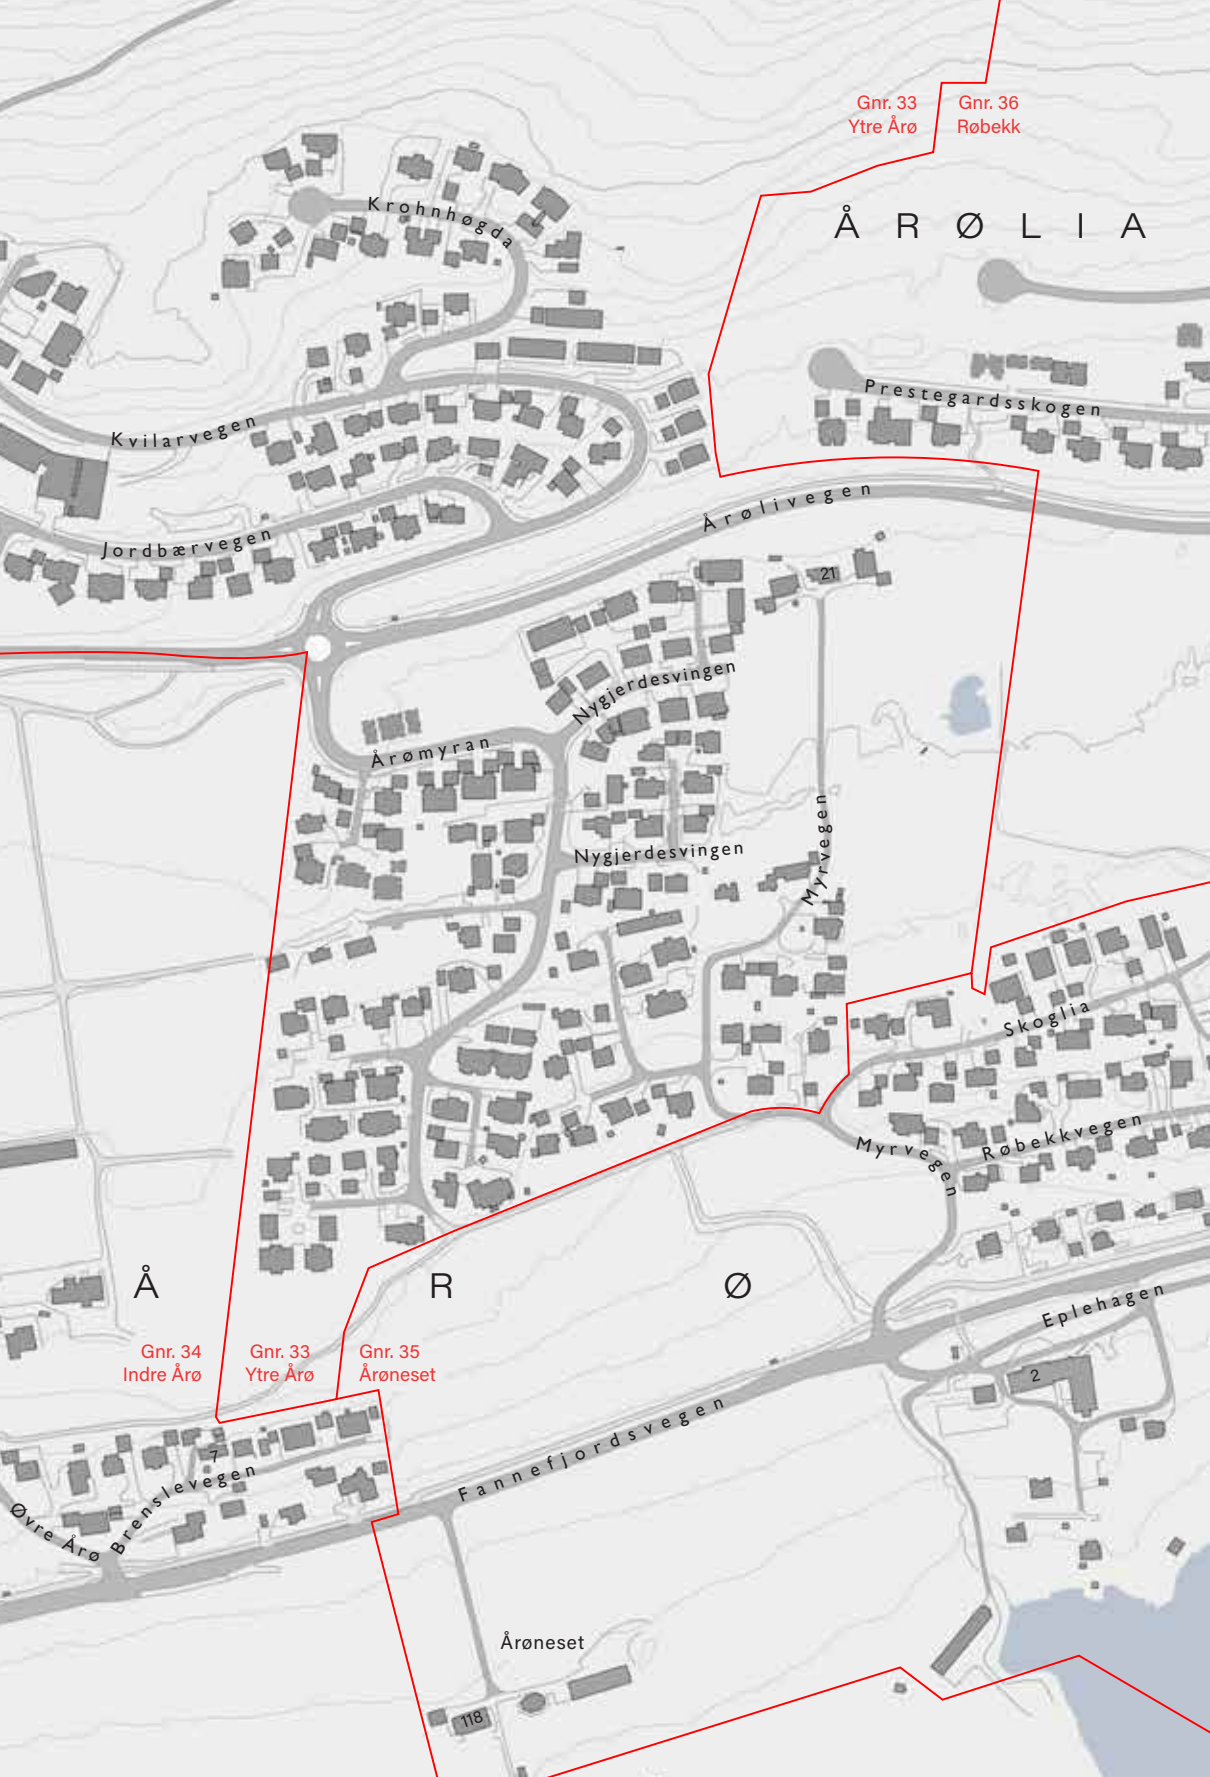 Gnr. 33
Ytre Årø
Gnr. 36
Røbekk
ÅRØLIA
Krohnhøgda
Prestegardsskogen
Kvilarvegen
Årølivegen
Jordbærvegen
21
Nygjerdesvingen
Årømyran
Myrvegen
Nygjerdesvingen
Skoglia
Røbekkvegen
Myrvegen
Å R Ø
Eplehagen
Gnr. 34
Indre Årø
Gnr. 33
Ytre Årø
Gnr. 35
Årøneset
2
Fannefjordsvegen
7
Brenslevegen
Øvre Årø
Årøneset
118